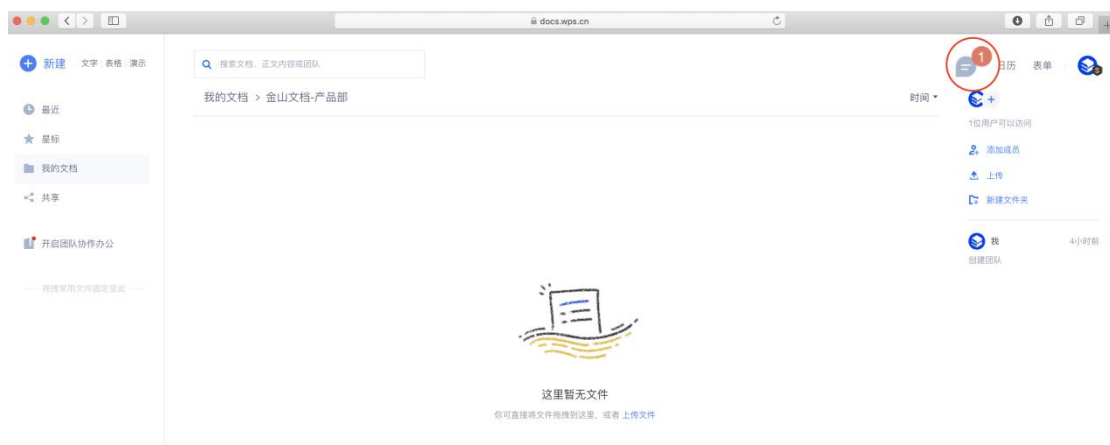 docs.wps.cn
新建 文字 表格 演示
搜索文档、正文内容或团队
1
日历 表单
我的文档 > 金山文档-产品部
时间
最近
星标
我的文档
共享
开启团队协作办公
拖拽常用文件固定至此
1位用户可以访问
添加成员
上传
新建文件夹
我 4小时前
创建团队
这里暂无文件
你可直接将文件拖拽到这里，或者 上传文件